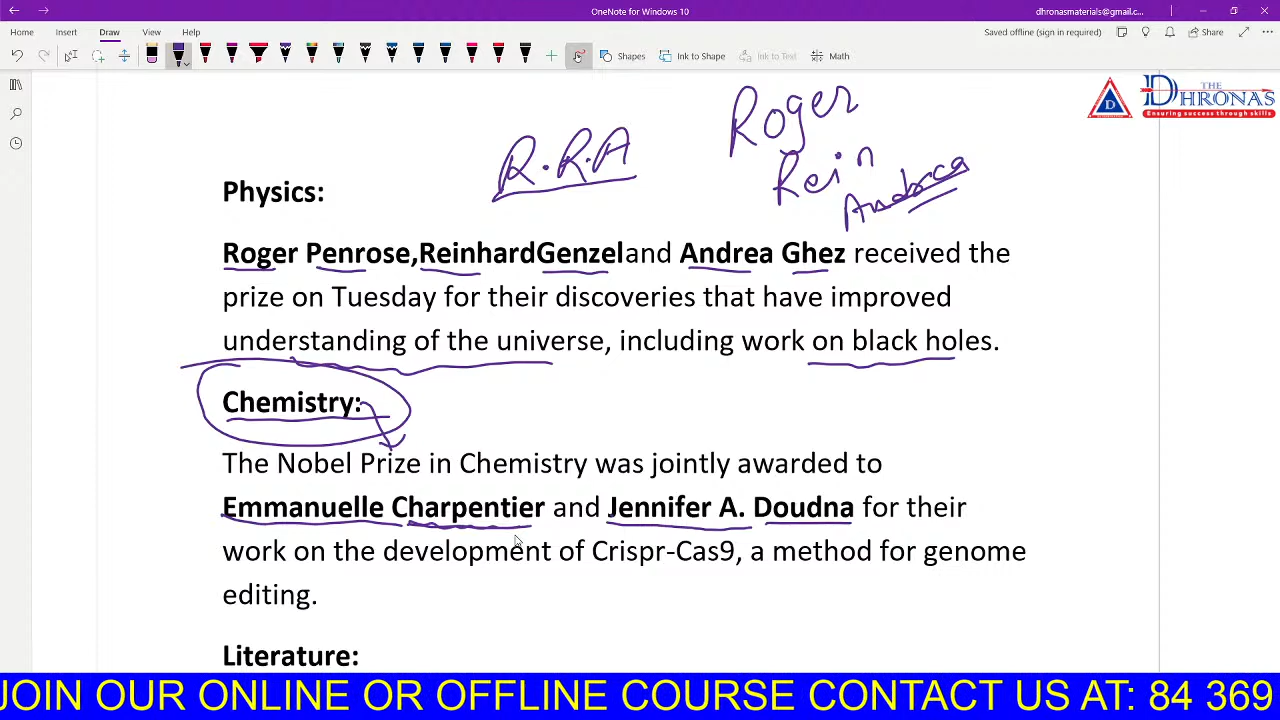 OneNote for Windows 10
dhronasmaterials@gmail.c...
Home Insert Draw View Help
Saved offline (sign in required) Share
Shapes Ink to Shape Ink to Text Math
THE
DHRONAS
Ensuring success through skills
Roger
R.R.A
Rein
Andrea
Physics:
Roger Penrose,ReinhardGenzeland Andrea Ghez received the
prize on Tuesday for their discoveries that have improved
understanding of the universe, including work on black holes.
Chemistry:
The Nobel Prize in Chemistry was jointly awarded to
Emmanuelle Charpentier and Jennifer A. Doudna for their
work on the development of Crispr-Cas9, a method for genome
editing.
Literature:
JOIN OUR ONLINE OR OFFLINE COURSE CONTACT US AT: 84 369